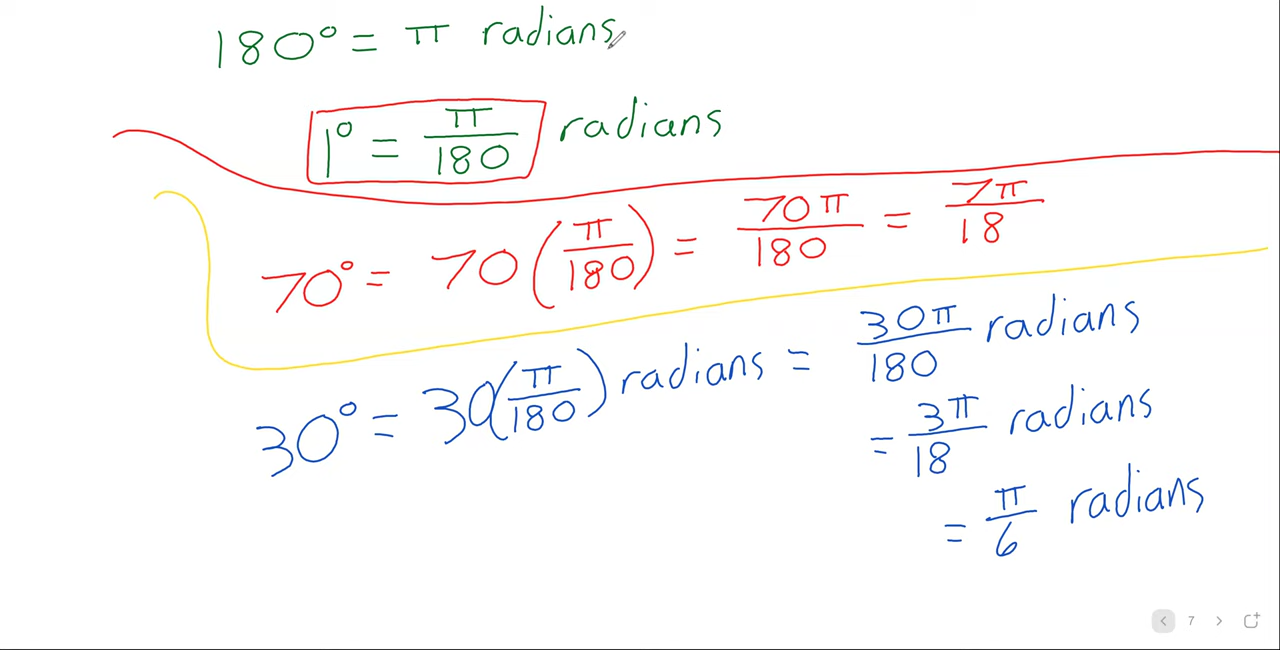 180° = π radians
1° = π/180 radians
70° = 70(π/180) = 70π/180 = 7π/18
30° = 30(π/180) radians = 30π/180 radians
= 3π/18 radians
= π/6 radians
< 7 >